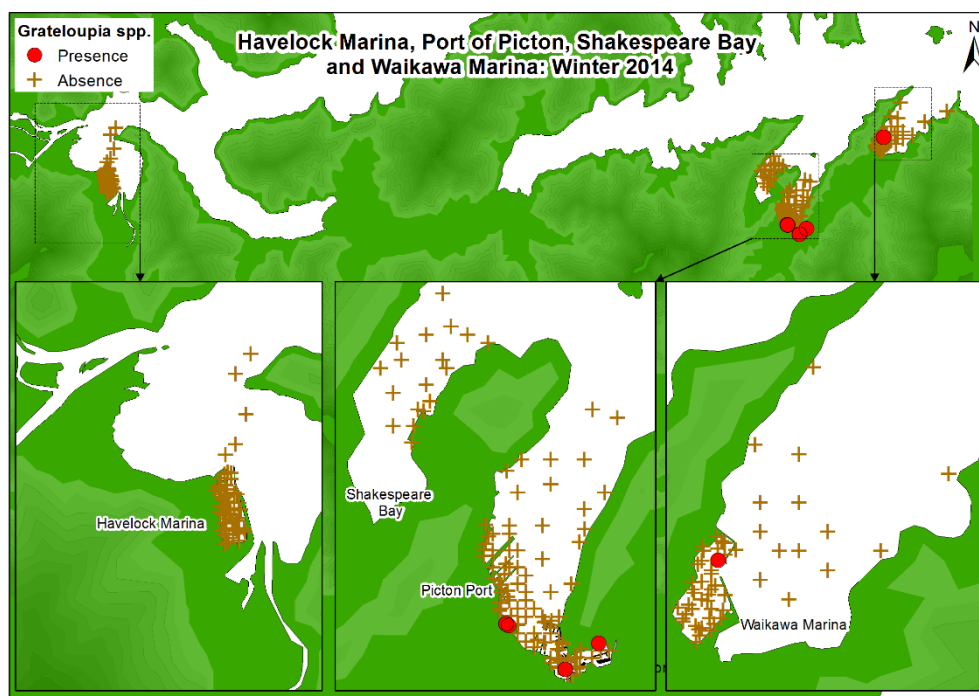 Grateloupia spp.
Presence
Absence
Havelock Marina, Port of Picton, Shakespeare Bay
and Waikawa Marina: Winter 2014
N
Havelock Marina
Shakespeare
Bay
Picton Port
Waikawa Marina